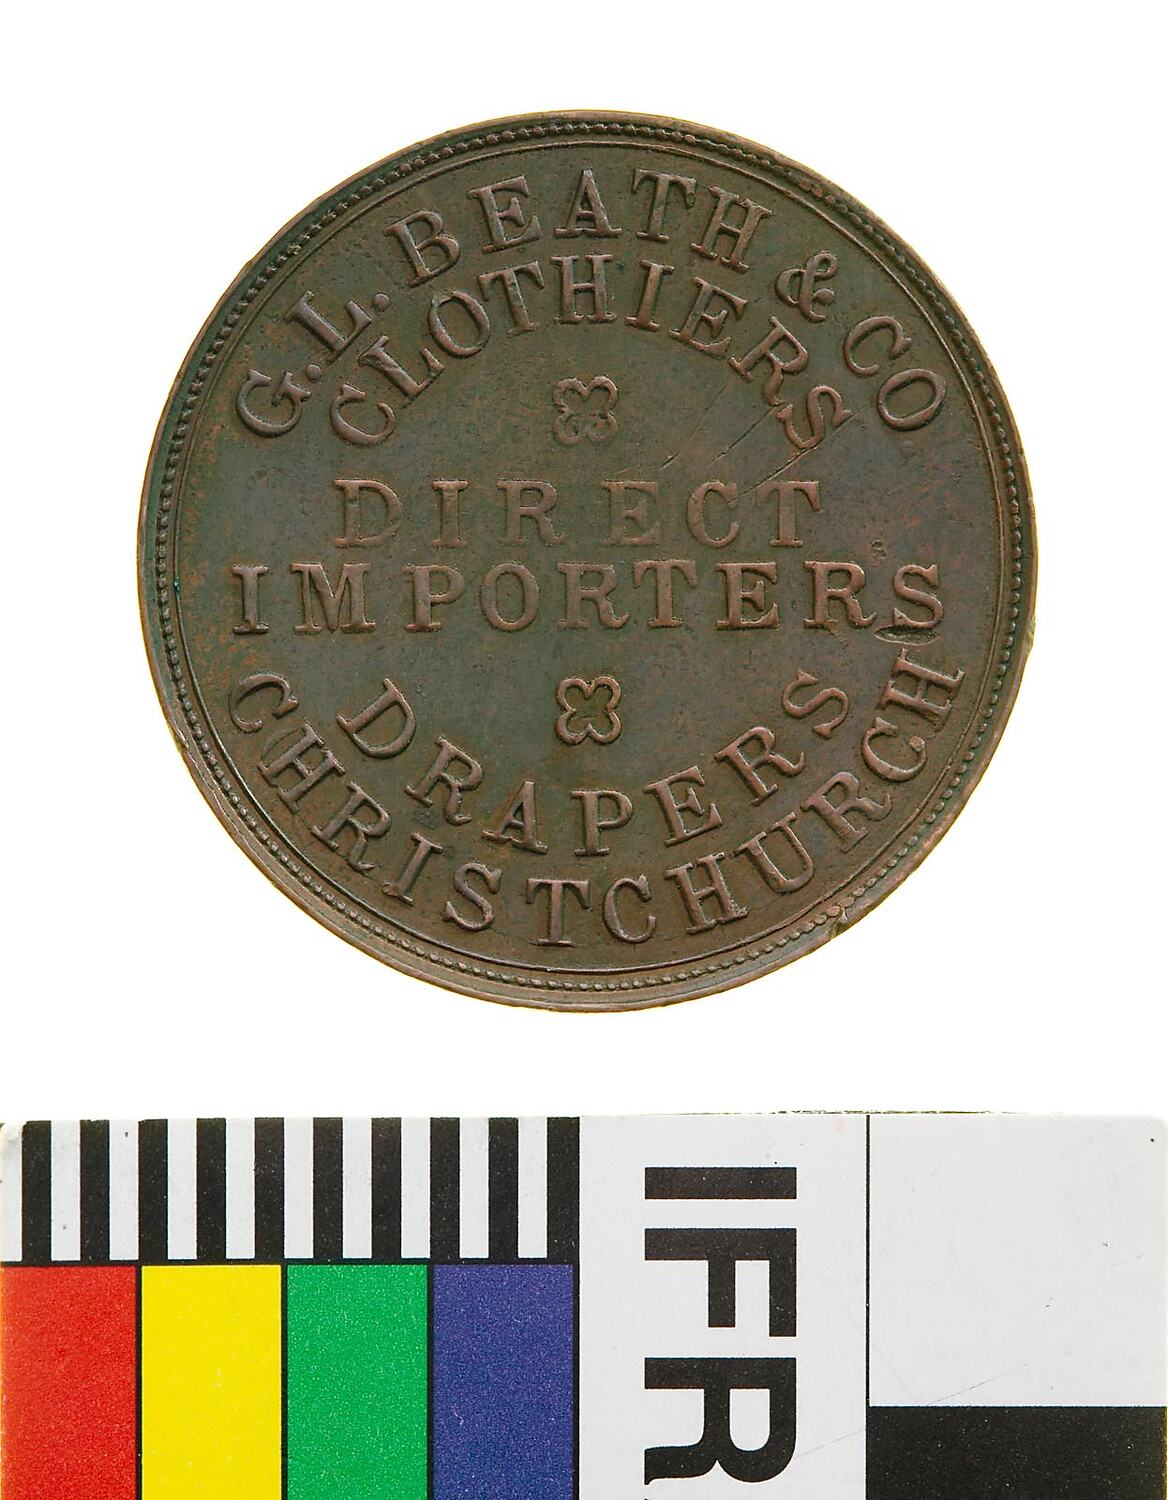 G.L. BEATH & CO
CLOTHIERS
DIRECT
IMPORTERS
DRAPERS
CHRISTCHURCH
IFR